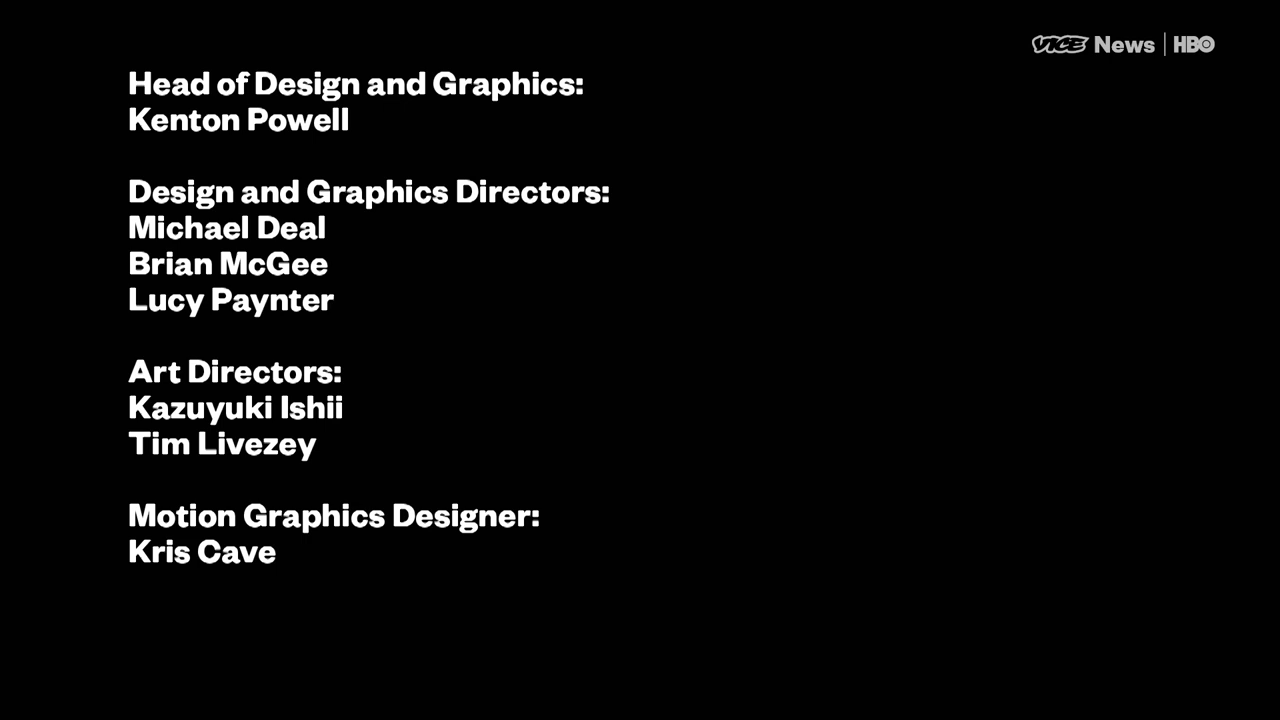 VICE News | HBO
Head of Design and Graphics:
Kenton Powell
Design and Graphics Directors:
Michael Deal
Brian McGee
Lucy Paynter
Art Directors:
Kazuyuki Ishii
Tim Livezey
Motion Graphics Designer:
Kris Cave